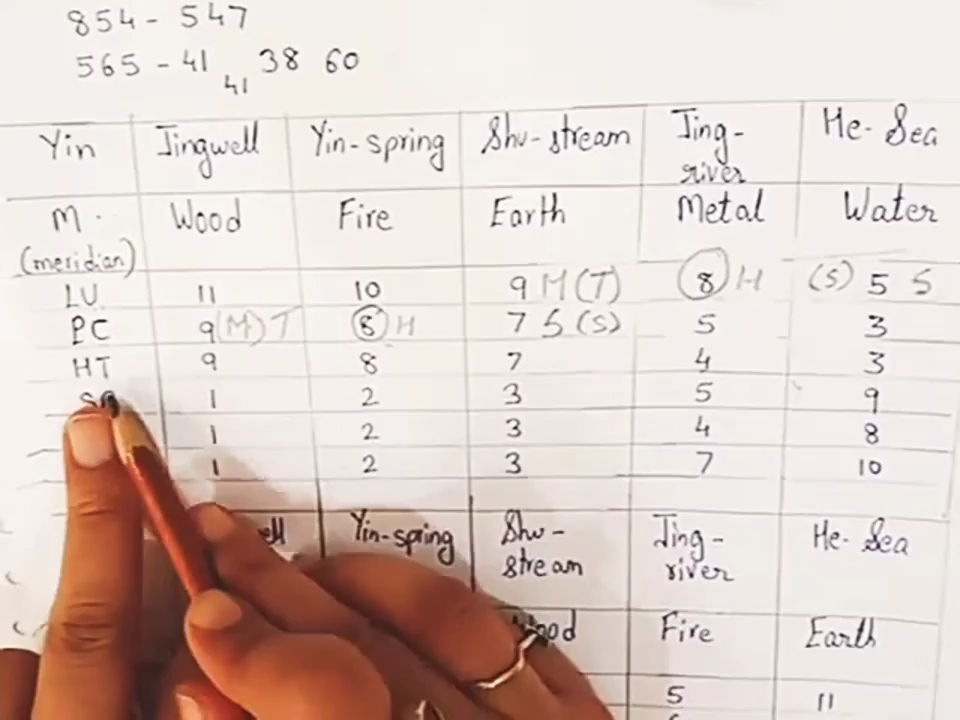 854 - 547
565 - 41 41 38 60
Yin Jingwell Yin-spring Shu-stream Jing-river He-Sea
M. (meridian) Wood Fire Earth Metal Water
LU 11 10 9 M (T) 8 H (S) 5 S
PC 9 (M) T 8 H 7 S (S) 5 3
HT 9 8 7 4 3
1 2 3 5 9
1 2 3 4 8
1 2 3 7 10
Yin-spring Shu-stream Jing-river He-Sea
Fire Earth
5 11